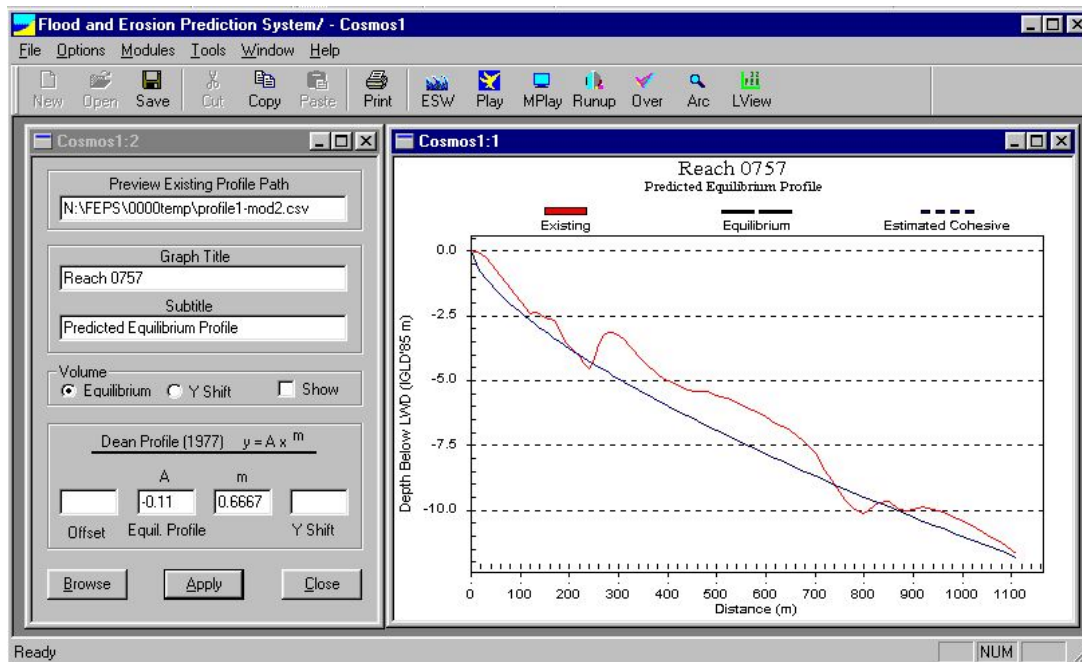 Flood and Erosion Prediction System/ - Cosmos1
File Options Modules Tools Window Help
New Open Save Cut Copy Paste Print ESW Play MPlay Runup Over Arc LView
Cosmos1:2
Preview Existing Profile Path
N:\FEPS\0000temp\profile1-mod2.csv
Graph Title
Reach 0757
Subtitle
Predicted Equilibrium Profile
Volume
Equilibrium Y Shift Show
Dean Profile (1977) y = A x m
A m
-0.11 0.6667
Offset Equil. Profile Y Shift
Browse Apply Close
Cosmos1:1
Reach 0757
Predicted Equilibrium Profile
Existing Equilibrium Estimated Cohesive
Depth Below LWD (IGLD'85 m)
0.0
-2.5
-5.0
-7.5
-10.0
0 100 200 300 400 500 600 700 800 900 1000 1100
Distance (m)
Ready NUM